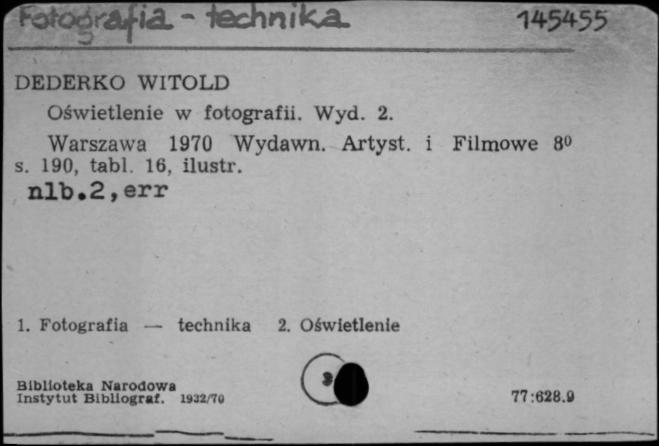 Fotografia - technika 145455
DEDERKO WITOLD
Oświetlenie w fotografii. Wyd. 2.
Warszawa 1970 Wydawn. Artyst. i Filmowe 8⁰
s. 190, tabl. 16, ilustr.
nlb.2,err
1. Fotografia — technika 2. Oświetlenie
Biblioteka Narodowa
Instytut Bibliograf. 1932/70 77:628.9